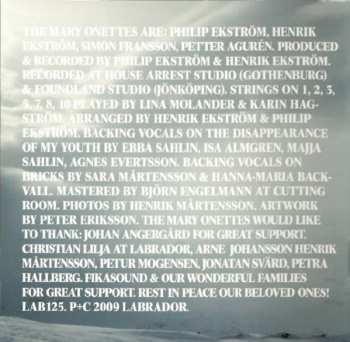 THE MARY ONETTES ARE: PHILIP EKSTRÖM, HENRIK
EKSTRÖM, SIMON FRANSSON, PETTER AGURÉN. PRODUCED
& RECORDED BY PHILIP EKSTRÖM & HENRIK EKSTRÖM.
RECORDED AT HOUSE ARREST STUDIO (GOTHENBURG)
& FOUNDLAND STUDIO (JÖNKÖPING). STRINGS ON 1, 2, 3,
5, 7, 8, 10 PLAYED BY LINA MOLANDER & KARIN HAG-
STRÖM. ARRANGED BY HENRIK EKSTRÖM & PHILIP
EKSTRÖM. BACKING VOCALS ON THE DISAPPEARANCE
OF MY YOUTH BY EBBA SAHLIN, ISA ALMGREN, MAJJA
SAHLIN, AGNES EVERTSSON. BACKING VOCALS ON
BRICKS BY SARA MÅRTENSSON & HANNA-MARIA BACK-
VALL. MASTERED BY BJÖRN ENGELMANN AT CUTTING
ROOM. PHOTOS BY HENRIK MÅRTENSSON. ARTWORK
BY PETER ERIKSSON. THE MARY ONETTES WOULD LIKE
TO THANK: JOHAN ANGERGÅRD FOR GREAT SUPPORT.
CHRISTIAN LILJA AT LABRADOR, ARNE JOHANSSON HENRIK
MÅRTENSSON, PETUR MOGENSEN, JONATAN SVÄRD, PETRA
HALLBERG. FIKASOUND & OUR WONDERFUL FAMILIES
FOR GREAT SUPPORT. REST IN PEACE OUR BELOVED ONES!
LAB125. P+C 2009 LABRADOR.